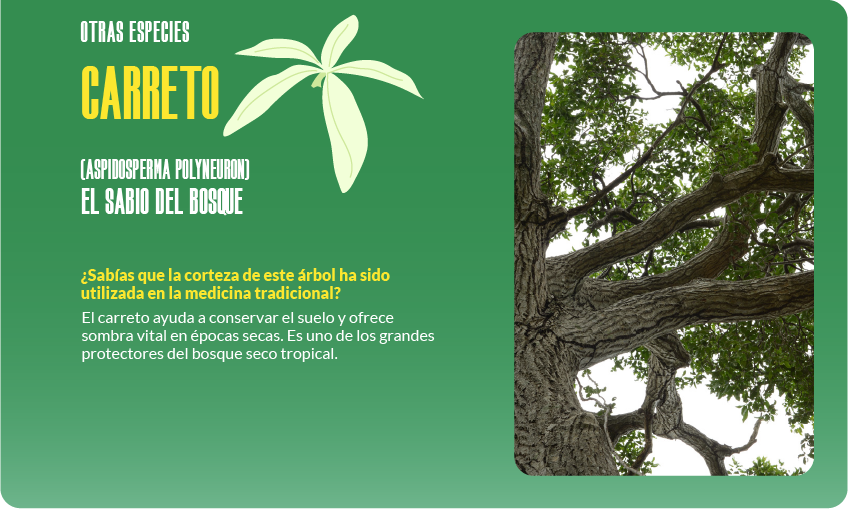 OTRAS ESPECIES
CARRETO
(ASPIDOSPERMA POLYNEURON)
EL SABIO DEL BOSQUE
¿Sabías que la corteza de este árbol ha sido
utilizada en la medicina tradicional?
El carreto ayuda a conservar el suelo y ofrece
sombra vital en épocas secas. Es uno de los grandes
protectores del bosque seco tropical.